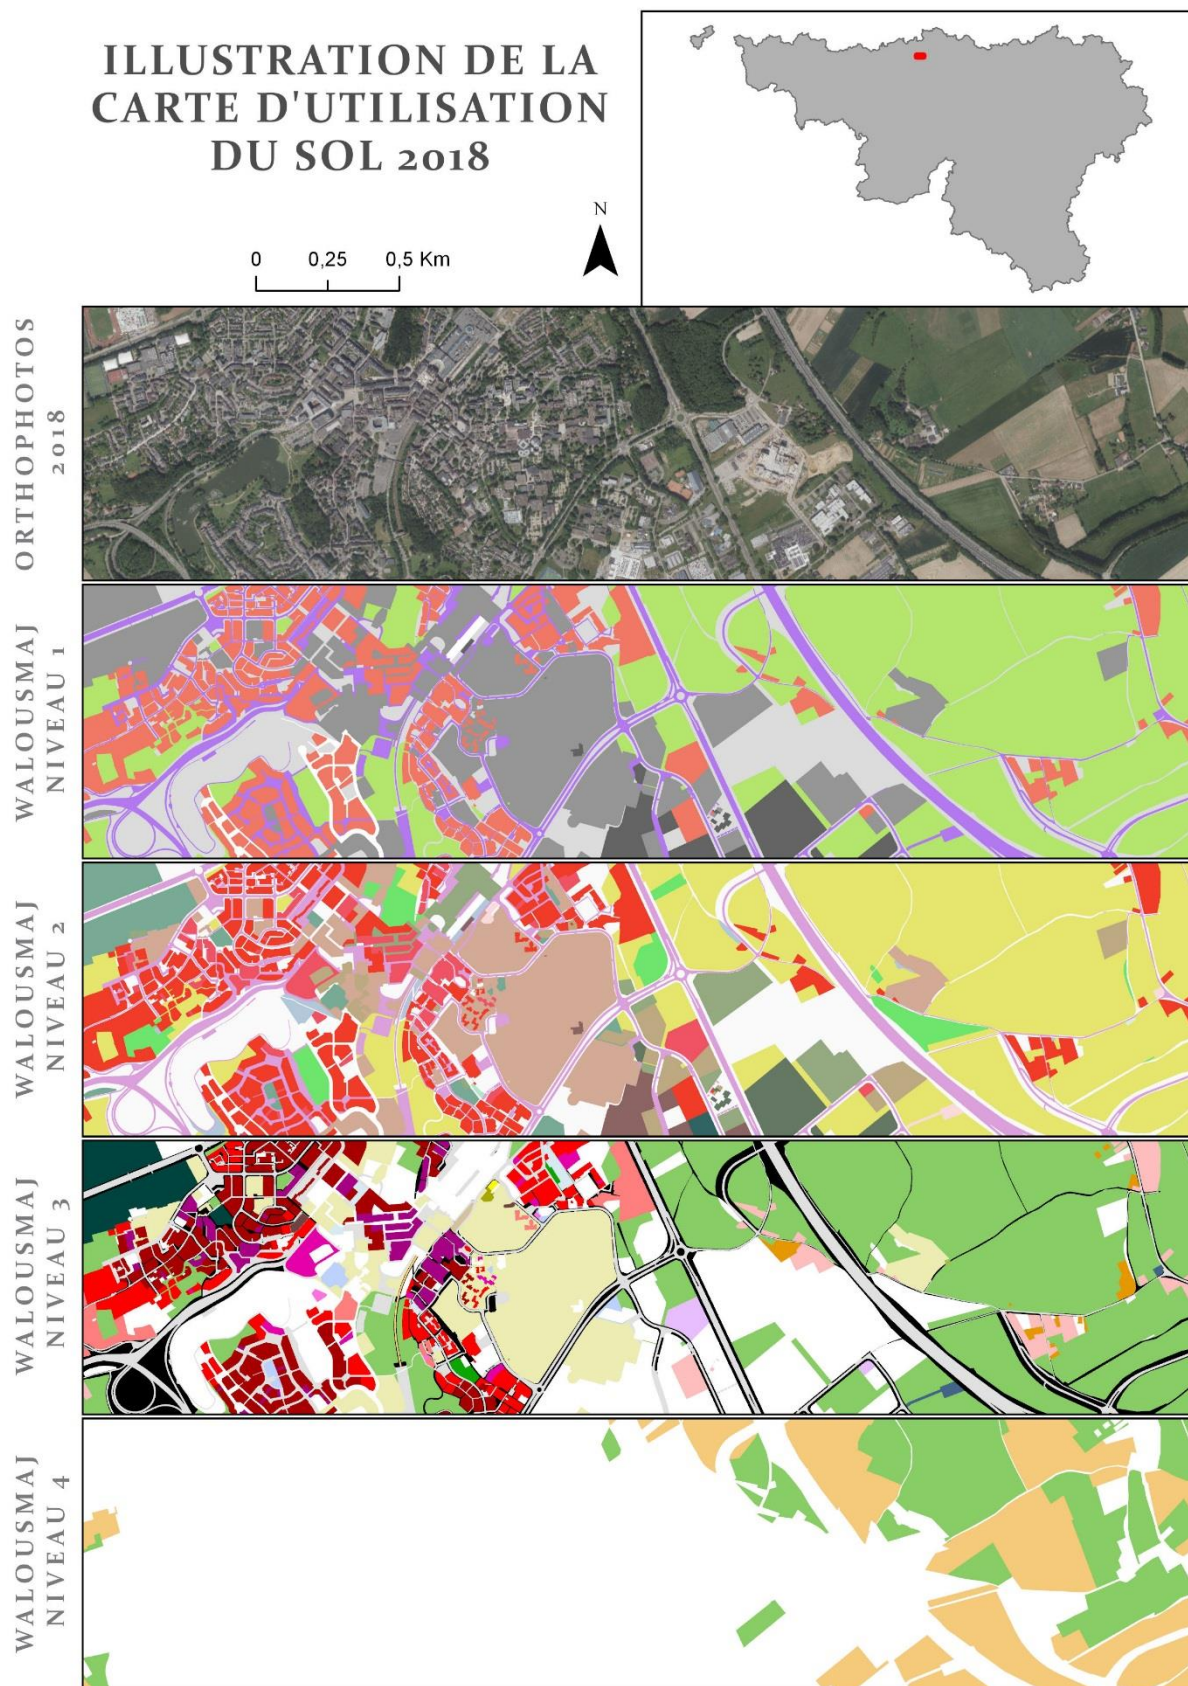 ILLUSTRATION DE LA
CARTE D'UTILISATION
DU SOL 2018
N
0 0,25 0,5 Km
ORTHOPHOTOS
2018
WALOUSMAJ
NIVEAU 1
WALOUSMAJ
NIVEAU 2
WALOUSMAJ
NIVEAU 3
WALOUSMAJ
NIVEAU 4